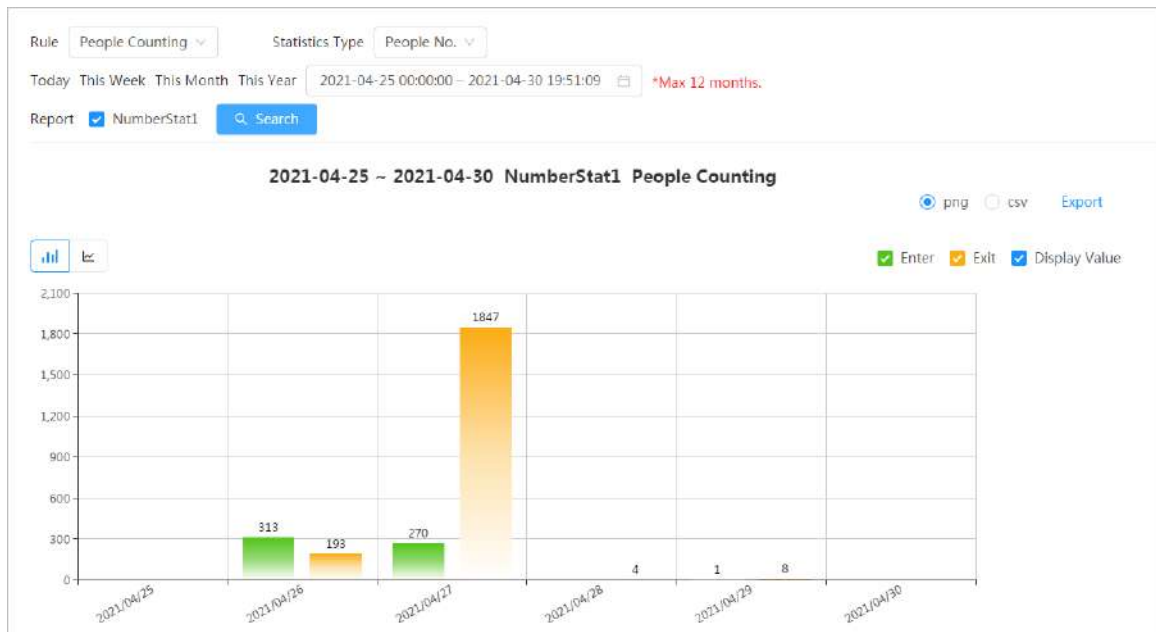 Rule People Counting Statistics Type People No.
Today This Week This Month This Year 2021-04-25 00:00:00 – 2021-04-30 19:51:09 *Max 12 months.
Report NumberStat1 Search
2021-04-25 ~ 2021-04-30 NumberStat1 People Counting
png csv Export
Enter Exit Display Value
2,100
1847
1,800
1,500
1,200
900
600
313 193 270
300
4 1 8
0
2021/04/25 2021/04/26 2021/04/27 2021/04/28 2021/04/29 2021/04/30